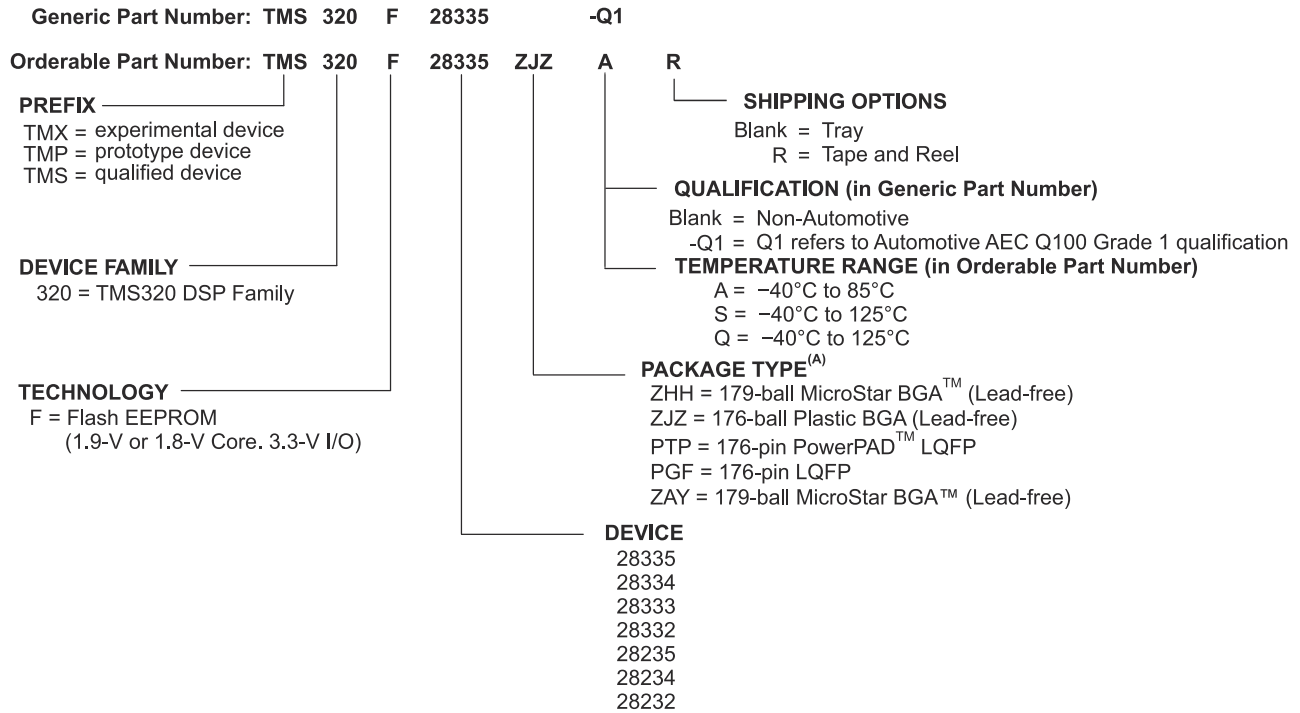 Generic Part Number: TMS 320 F 28335 -Q1
Orderable Part Number: TMS 320 F 28335 ZJZ A R
PREFIX
TMX = experimental device
TMP = prototype device
TMS = qualified device
DEVICE FAMILY
320 = TMS320 DSP Family
TECHNOLOGY
F = Flash EEPROM
(1.9-V or 1.8-V Core. 3.3-V I/O)
SHIPPING OPTIONS
Blank = Tray
R = Tape and Reel
QUALIFICATION (in Generic Part Number)
Blank = Non-Automotive
-Q1 = Q1 refers to Automotive AEC Q100 Grade 1 qualification
TEMPERATURE RANGE (in Orderable Part Number)
A = −40°C to 85°C
S = −40°C to 125°C
Q = −40°C to 125°C
PACKAGE TYPE(A)
ZHH = 179-ball MicroStar BGA™ (Lead-free)
ZJZ = 176-ball Plastic BGA (Lead-free)
PTP = 176-pin PowerPAD™ LQFP
PGF = 176-pin LQFP
ZAY = 179-ball MicroStar BGA™ (Lead-free)
DEVICE
28335
28334
28333
28332
28235
28234
28232